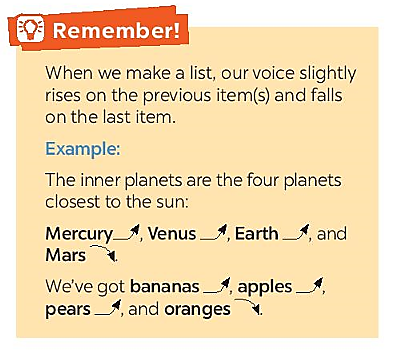 Remember!
When we make a list, our voice slightly
rises on the previous item(s) and falls
on the last item.
Example:
The inner planets are the four planets
closest to the sun:
Mercury, Venus, Earth, and
Mars.
We've got bananas, apples,
pears, and oranges.